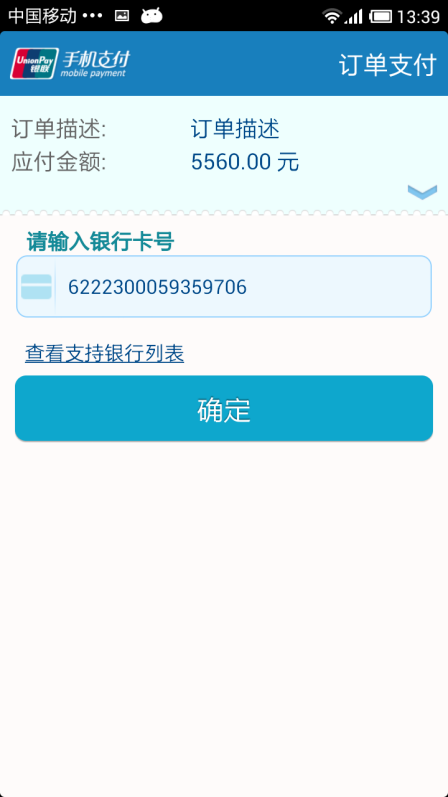 中国移动 ••• 13:39
UnionPay 银联 手机支付 订单支付
mobile payment
订单描述: 订单描述
应付金额: 5560.00 元
请输入银行卡号
6222300059359706
查看支持银行列表
确定